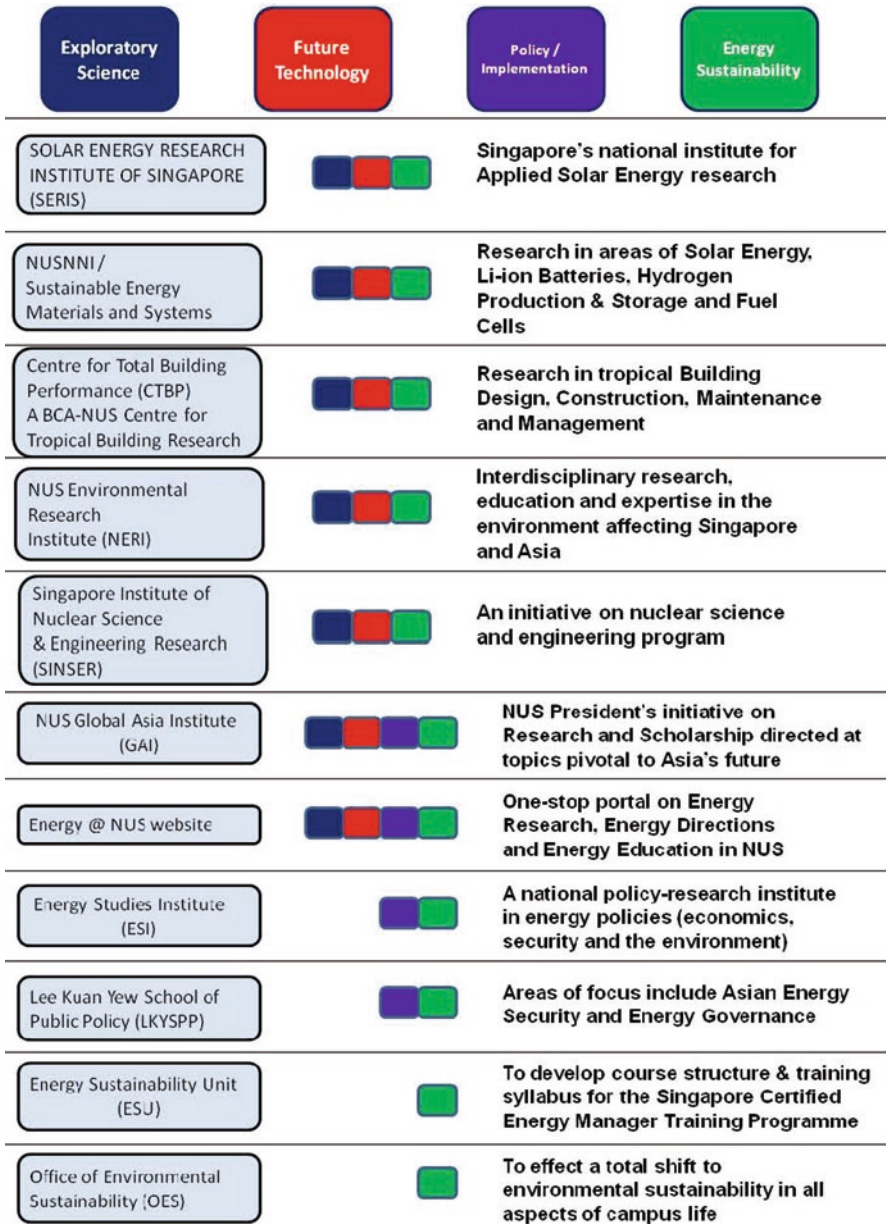 Exploratory
Science
Future
Technology
Policy /
Implementation
Energy
Sustainability
SOLAR ENERGY RESEARCH
INSTITUTE OF SINGAPORE
(SERIS)
Singapore's national institute for
Applied Solar Energy research
NUSNNI /
Sustainable Energy
Materials and Systems
Research in areas of Solar Energy,
Li-ion Batteries, Hydrogen
Production & Storage and Fuel
Cells
Centre for Total Building
Performance (CTBP)
A BCA-NUS Centre for
Tropical Building Research
Research in tropical Building
Design, Construction, Maintenance
and Management
NUS Environmental
Research
Institute (NERI)
Interdisciplinary research,
education and expertise in the
environment affecting Singapore
and Asia
Singapore Institute of
Nuclear Science
& Engineering Research
(SINSER)
An initiative on nuclear science
and engineering program
NUS Global Asia Institute
(GAI)
NUS President's initiative on
Research and Scholarship directed at
topics pivotal to Asia's future
Energy @ NUS website
One-stop portal on Energy
Research, Energy Directions
and Energy Education in NUS
Energy Studies Institute
(ESI)
A national policy-research institute
in energy policies (economics,
security and the environment)
Lee Kuan Yew School of
Public Policy (LKYSPP)
Areas of focus include Asian Energy
Security and Energy Governance
Energy Sustainability Unit
(ESU)
To develop course structure & training
syllabus for the Singapore Certified
Energy Manager Training Programme
Office of Environmental
Sustainability (OES)
To effect a total shift to
environmental sustainability in all
aspects of campus life